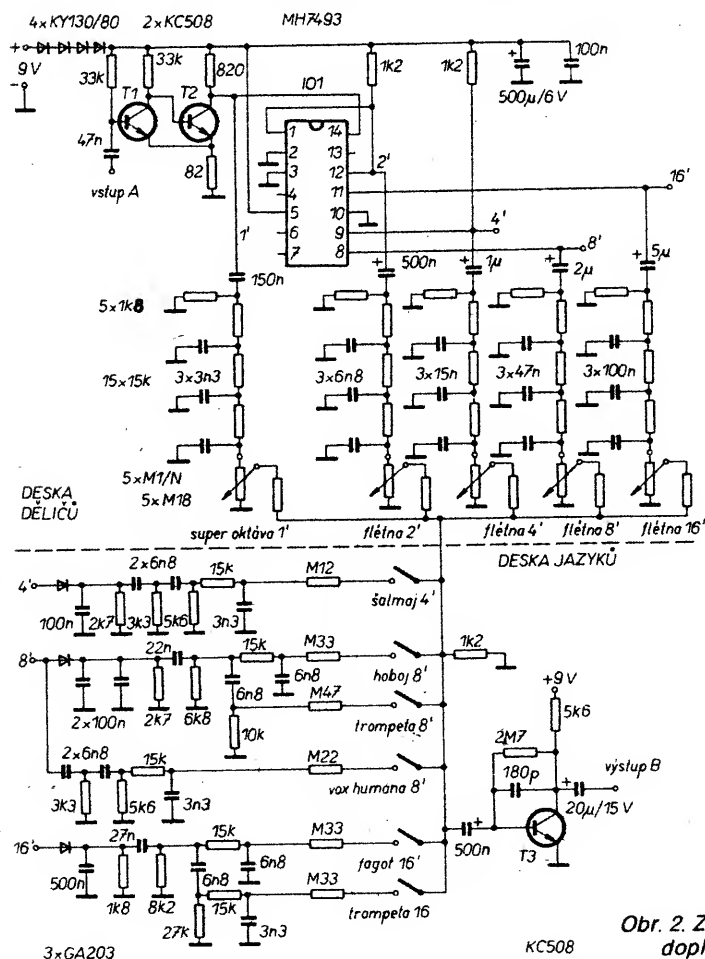 4×KY130/80 2×KC508 MH7493
+
9 V
-
33k
33k
820
T1
T2
47n
vstup A
82
1'
IO1
1
2
3
4
5
6
7
14
13
12
11
10
9
8
1k2
1k2
+
500µ/6 V
100n
2'
16'
4'
8'
150n
+ 500n
+ 1µ
+ 2µ
+ 5µ
5×1k8
15×15k
3×3n3
3×6n8
3×15n
3×47n
3×100n
5×M1/N
5×M18
DESKA
DĚLIČŮ
super oktáva 1'
flétna 2'
flétna 4'
flétna 8'
flétna 16'
DESKA JAZYKŮ
4'
100n
2k7
2×6n8
3k3
5k6
15k
3n3
M12
šalmaj 4'
8'
2×100n
22n
2k7
6k8
6n8
15k
6n8
M33
hoboj 8'
10k
M47
trompeta 8'
2×6n8
3k3
5k6
15k
3n3
M22
vox humana 8'
16'
500n
27n
1k8
8k2
6n8
15k
6n8
M33
fagot 16'
27k
15k
3n3
M33
trompeta 16
1k2
+9 V
5k6
2M7
180p
výstup B
+
20µ/15 V
+
500n
T3
3×GA203
KC508
Obr. 2. Z
dopl